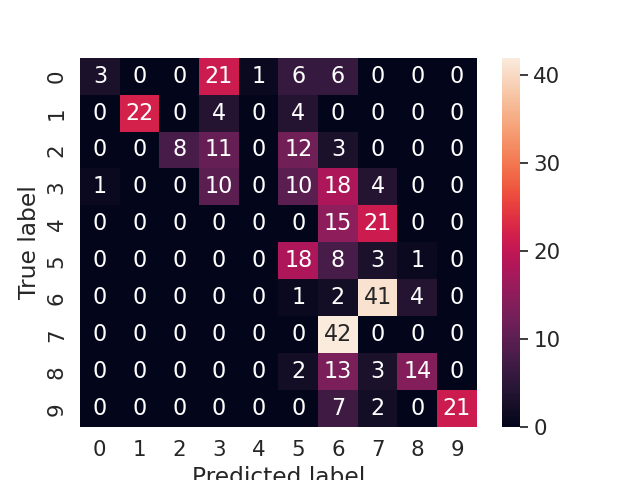 0 3 0 0 21 1 6 6 0 0 0
1 0 22 0 4 0 4 0 0 0 0
2 0 0 8 11 0 12 3 0 0 0
3 1 0 0 10 0 10 18 4 0 0
4 0 0 0 0 0 0 15 21 0 0
5 0 0 0 0 0 18 8 3 1 0
6 0 0 0 0 0 1 2 41 4 0
7 0 0 0 0 0 0 42 0 0 0
8 0 0 0 0 0 2 13 3 14 0
9 0 0 0 0 0 0 7 2 0 21
0 1 2 3 4 5 6 7 8 9
Predicted label
True label
40
30
20
10
0